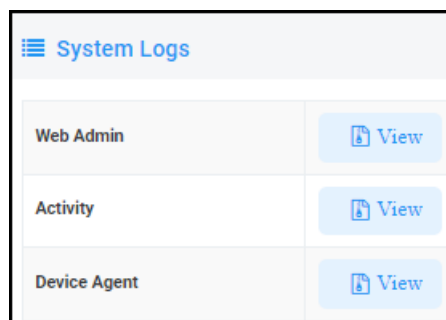 System Logs
Web Admin View
Activity View
Device Agent View